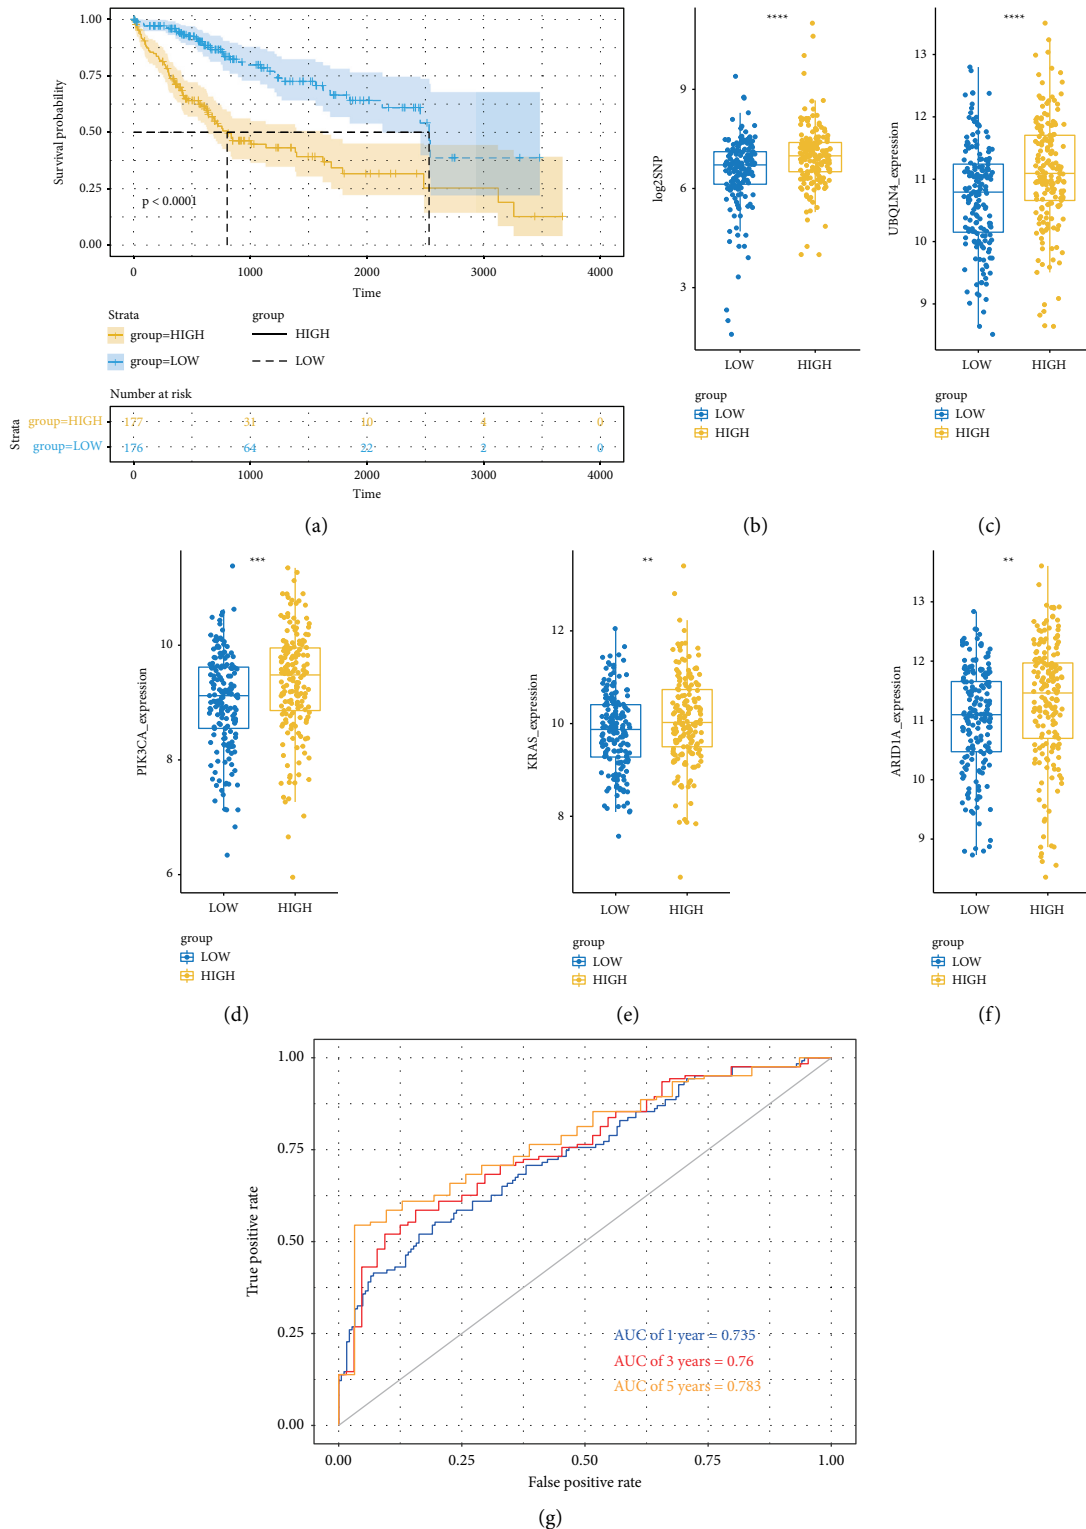 1.00
0.75
0.50
0.25
0.00
Survival probability
p < 0.0001
0 1000 2000 3000 4000
Time
Strata
group=HIGH
group=LOW
group
HIGH
LOW
Number at risk
Strata
group=HIGH 177 31 10 4 0
group=LOW 176 64 22 2 0
0 1000 2000 3000 4000
Time
(a)
****
9
6
3
log2SNP
LOW HIGH
group
LOW
HIGH
(b)
****
13
12
11
10
9
UBQLN4_expression
LOW HIGH
group
LOW
HIGH
(c)
***
10
8
6
PIK3CA_expression
LOW HIGH
group
LOW
HIGH
(d)
**
12
10
8
KRAS_expression
LOW HIGH
group
LOW
HIGH
(e)
**
13
12
11
10
9
ARID1A_expression
LOW HIGH
group
LOW
HIGH
(f)
1.00
0.75
0.50
0.25
0.00
True positive rate
AUC of 1 year = 0.735
AUC of 3 years = 0.76
AUC of 5 years = 0.783
0.00 0.25 0.50 0.75 1.00
False positive rate
(g)